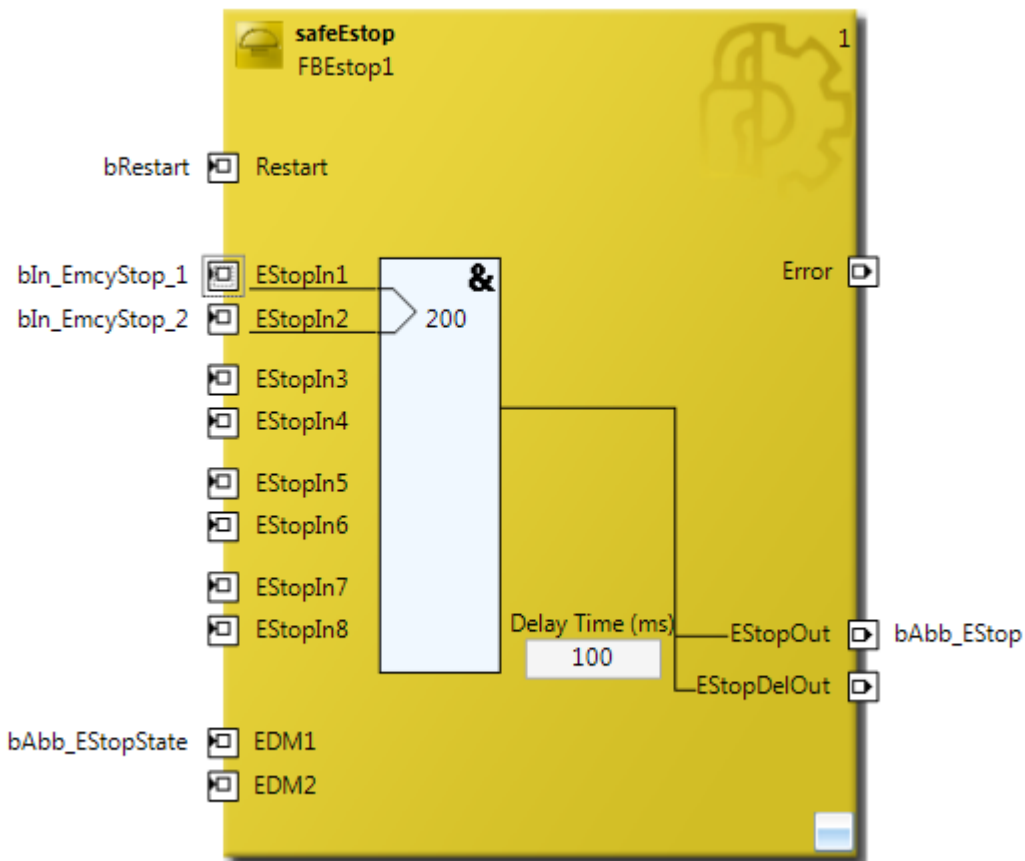 safeEstop
1
FBEstop1
bRestart Restart
bIn_EmcyStop_1 EStopIn1 & Error
bIn_EmcyStop_2 EStopIn2 200
EStopIn3
EStopIn4
EStopIn5
EStopIn6
EStopIn7
EStopIn8
Delay Time (ms)
100
EStopOut bAbb_EStop
EStopDelOut
bAbb_EStopState EDM1
EDM2